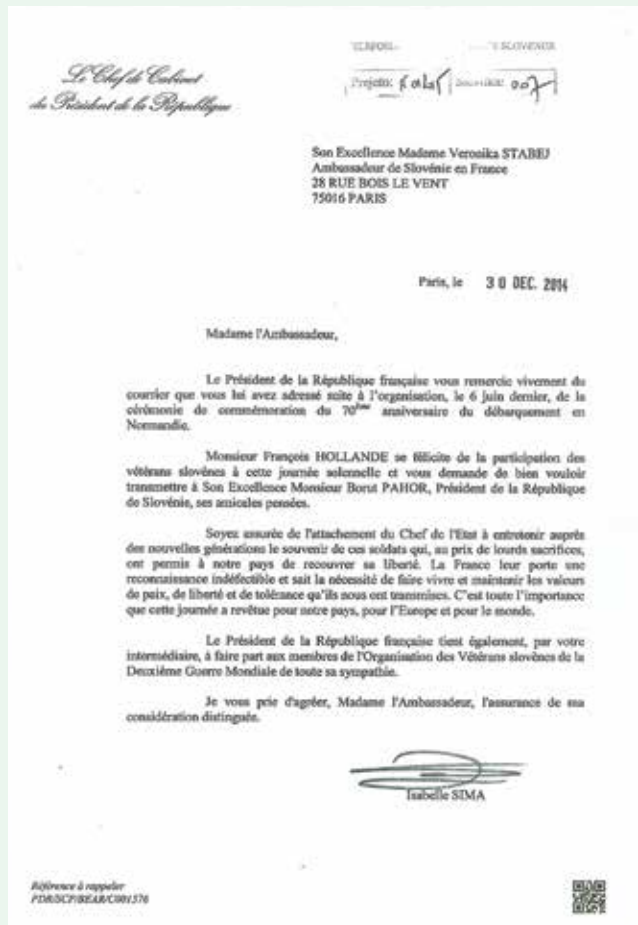 Le Chef de Cabinet
du Président de la République
SLOVENIJE
Projeto:
007
Son Excellence Madame Veronika STABEJ
Ambassadeur de Slovénie en France
28 RUE BOIS LE VENT
75016 PARIS
Paris, le 30 DEC. 2014
Madame l'Ambassadeur,
Le Président de la République française vous remercie vivement du
courrier que vous lui avez adressé suite à l'organisation, le 6 juin dernier, de la
cérémonie de commémoration du 70ème anniversaire du débarquement en
Normandie.
Monsieur François HOLLANDE se félicite de la participation des
vétérans slovènes à cette journée solennelle et vous demande de bien vouloir
transmettre à Son Excellence Monsieur Borut PAHOR, Président de la République
de Slovénie, ses amicales pensées.
Soyez assurée de l'attachement du Chef de l'Etat à entretenir auprès
des nouvelles générations le souvenir de ces soldats qui, au prix de lourds sacrifices,
ont permis à notre pays de recouvrer sa liberté. La France leur porte une
reconnaissance indéfectible et sait la nécessité de faire vivre et maintenir les valeurs
de paix, de liberté et de tolérance qu'ils nous ont transmises. C'est toute l'importance
que cette journée a revêtue pour notre pays, pour l'Europe et pour le monde.
Le Président de la République française tient également, par votre
intermédiaire, à faire part aux membres de l'Organisation des Vétérans slovènes de la
Deuxième Guerre Mondiale de toute sa sympathie.
Je vous prie d'agréer, Madame l'Ambassadeur, l'assurance de ma
considération distinguée.
Isabelle SIMA
Référence à rappeler
PDR/SCP/BEAR/C001576